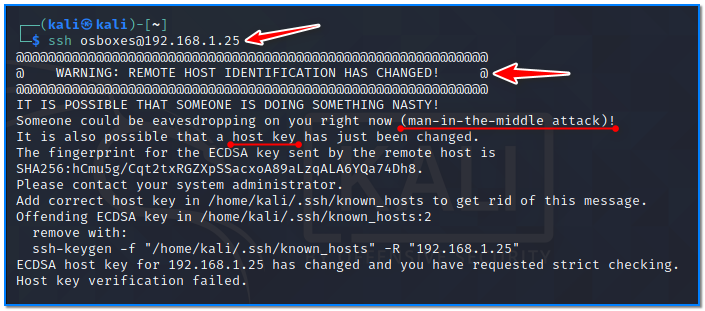 ┌──(kali㉿kali)-[~]
└─$ ssh osboxes@192.168.1.25
@@@@@@@@@@@@@@@@@@@@@@@@@@@@@@@@@@@@@@@@@@@@@@@@@@@@@@@@@@@
@    WARNING: REMOTE HOST IDENTIFICATION HAS CHANGED!     @
@@@@@@@@@@@@@@@@@@@@@@@@@@@@@@@@@@@@@@@@@@@@@@@@@@@@@@@@@@@
IT IS POSSIBLE THAT SOMEONE IS DOING SOMETHING NASTY!
Someone could be eavesdropping on you right now (man-in-the-middle attack)!
It is also possible that a host key has just been changed.
The fingerprint for the ECDSA key sent by the remote host is
SHA256:hCmu5g/Cqt2txRGZXpSSacxoA89aLzqALA6YQa74Dh8.
Please contact your system administrator.
Add correct host key in /home/kali/.ssh/known_hosts to get rid of this message.
Offending ECDSA key in /home/kali/.ssh/known_hosts:2
  remove with:
  ssh-keygen -f "/home/kali/.ssh/known_hosts" -R "192.168.1.25"
ECDSA host key for 192.168.1.25 has changed and you have requested strict checking.
Host key verification failed.
KALI